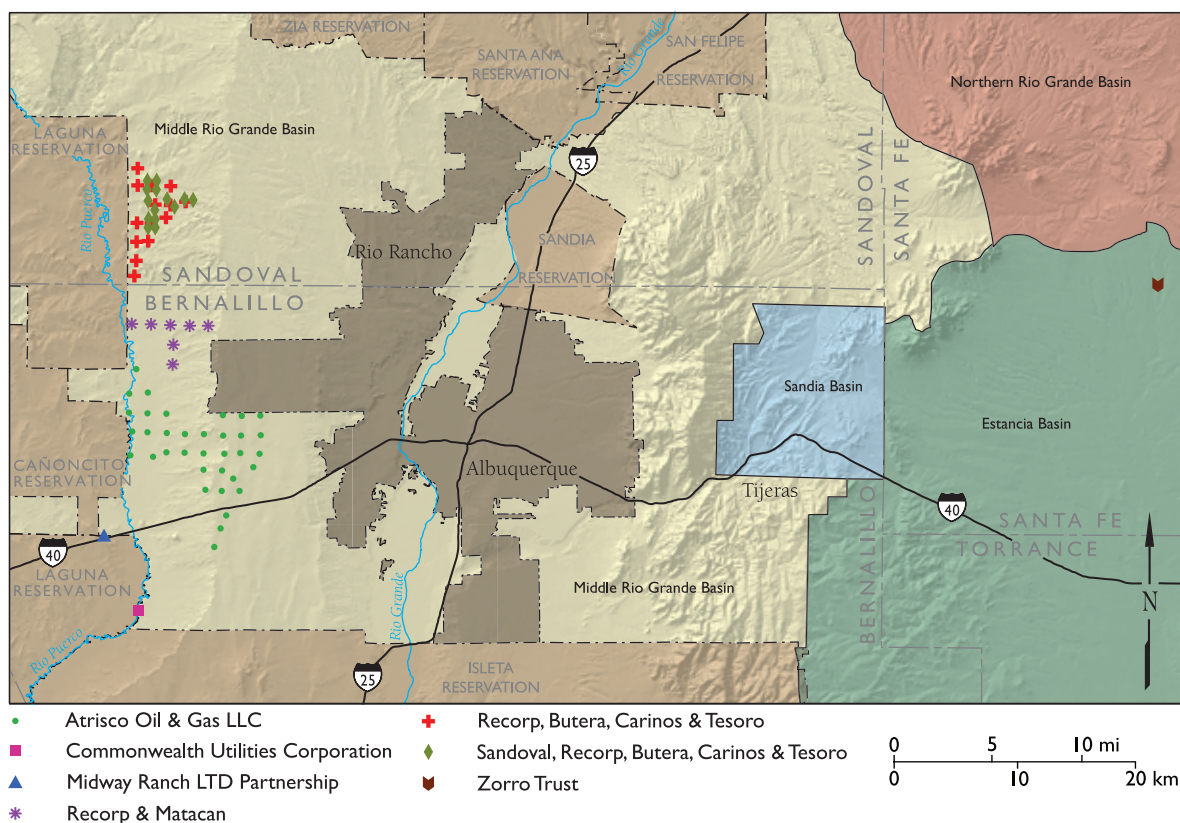 ZIA RESERVATION
SANTA ANA
RESERVATION
Rio Grande
SAN FELIPE
RESERVATION
Northern Rio Grande Basin
LAGUNA
RESERVATION
Middle Rio Grande Basin
25
SANDOVAL
SANTA FE
Rio Puerco
Rio Rancho
SANDIA
RESERVATION
SANDOVAL
BERNALILLO
Sandia Basin
Estancia Basin
CAÑONCITO
RESERVATION
Albuquerque
Tijeras
40
SANTA FE
TORRANCE
40
LAGUNA
RESERVATION
Middle Rio Grande Basin
BERNALILLO
N
Rio Grande
Rio Puerco
25
ISLETA
RESERVATION
Atrisco Oil & Gas LLC
Commonwealth Utilities Corporation
Midway Ranch LTD Partnership
Recorp & Matacan
Recorp, Butera, Carinos & Tesoro
Sandoval, Recorp, Butera, Carinos & Tesoro
Zorro Trust
0 5 10 mi
0 10 20 km